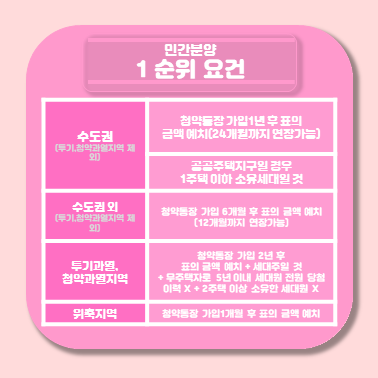 민간분양
1 순위 요건
수도권
(투기,청약과열지역 제
외)
청약통장 가입1년 후 표의
금액 예치(24개월까지 연장가능)
공공주택지구일 경우
1주택 이하 소유세대일 것
수도권 외
(투기,청약과열지역 제
외)
청약통장 가입 6개월 후 표의 금액 예치
(12개월까지 연장가능)
투기과열,
청약과열지역
청약통장 가입 2년 후
표의 금액 예치 + 세대주일 것
+ 무주택자로 5년 이내 세대원 전원 당첨
이력 X + 2주택 이상 소유한 세대원 X
위축지역
청약통장 가입1개월 후 표의 금액 예치